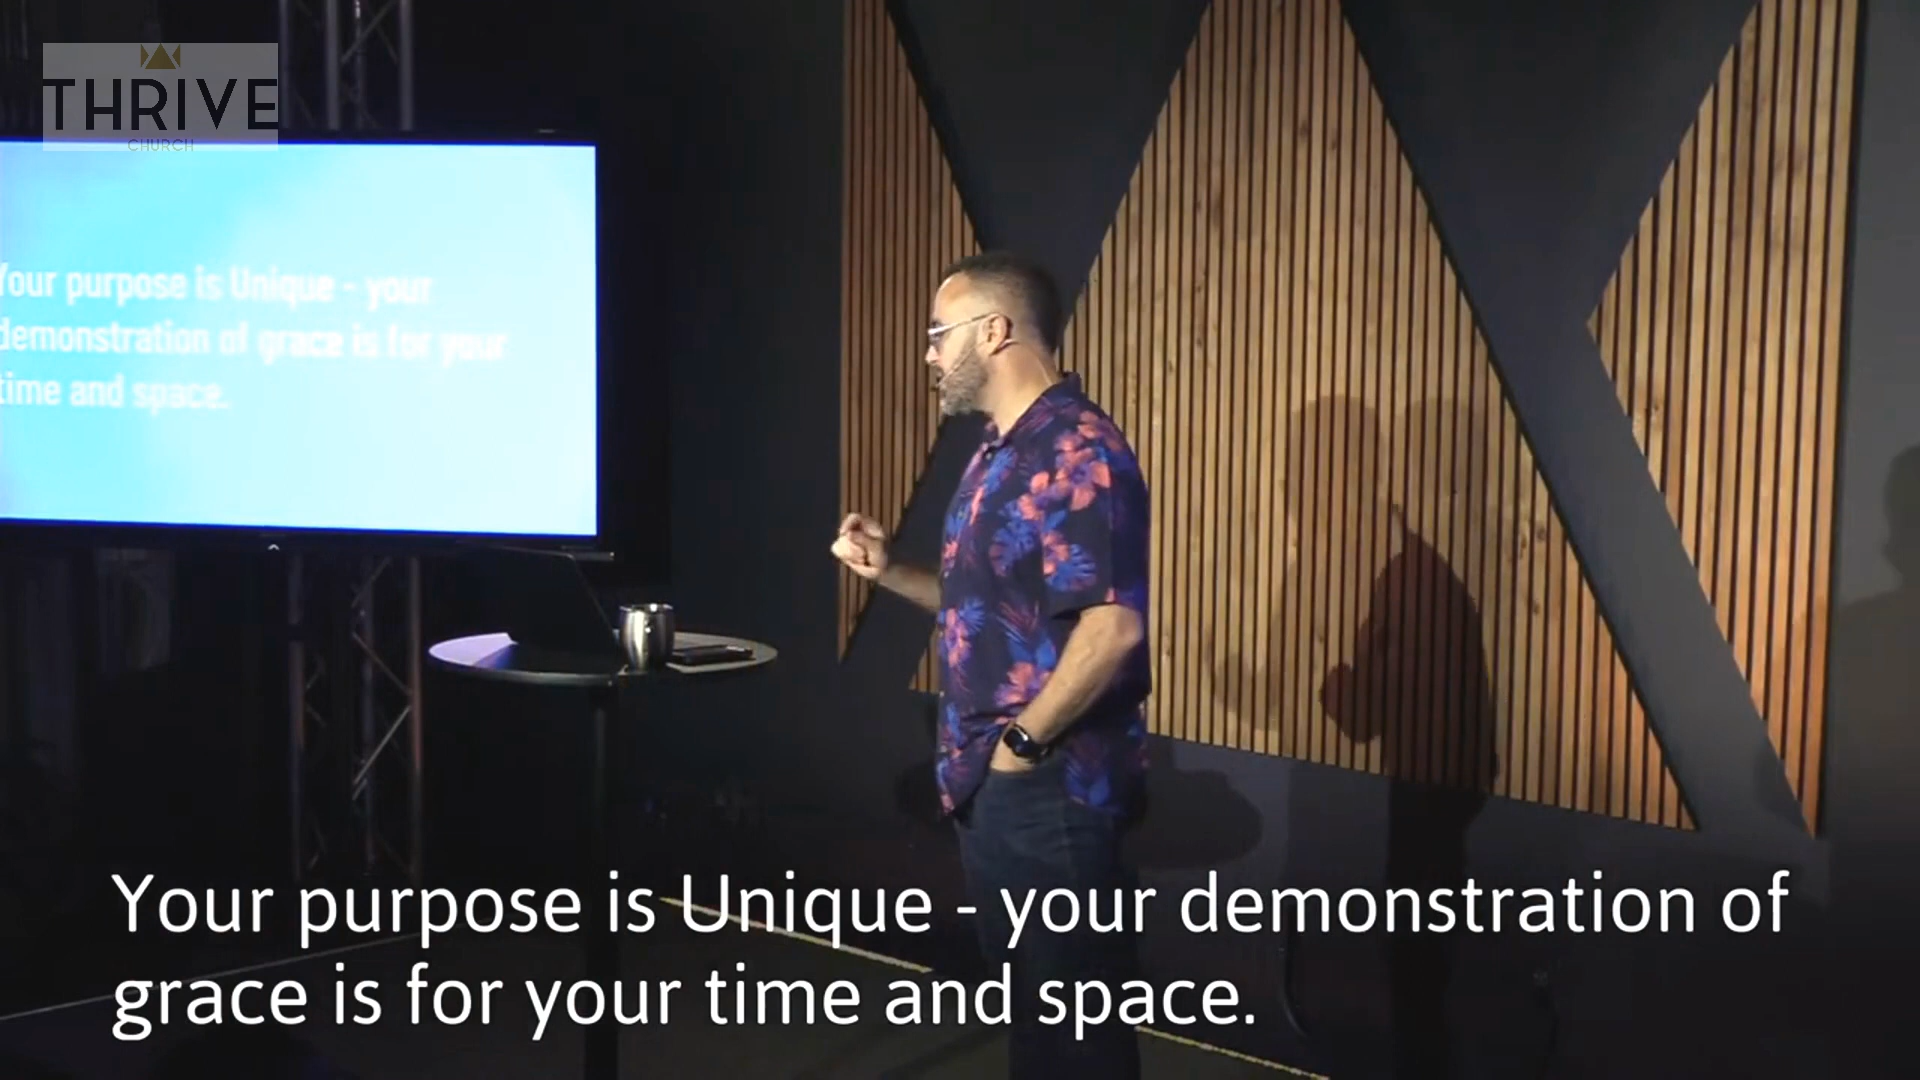 THRIVE
CHURCH
Your purpose is Unique - your
demonstration of grace is for your
time and space.
Your purpose is Unique - your demonstration of
grace is for your time and space.